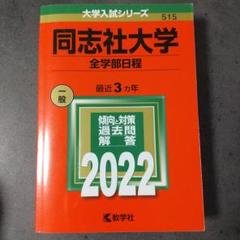 大学入試シリーズ
515
同志社大学
全学部日程
一般
最近3カ年
傾向と対策
過去問
解答
2022
教学社